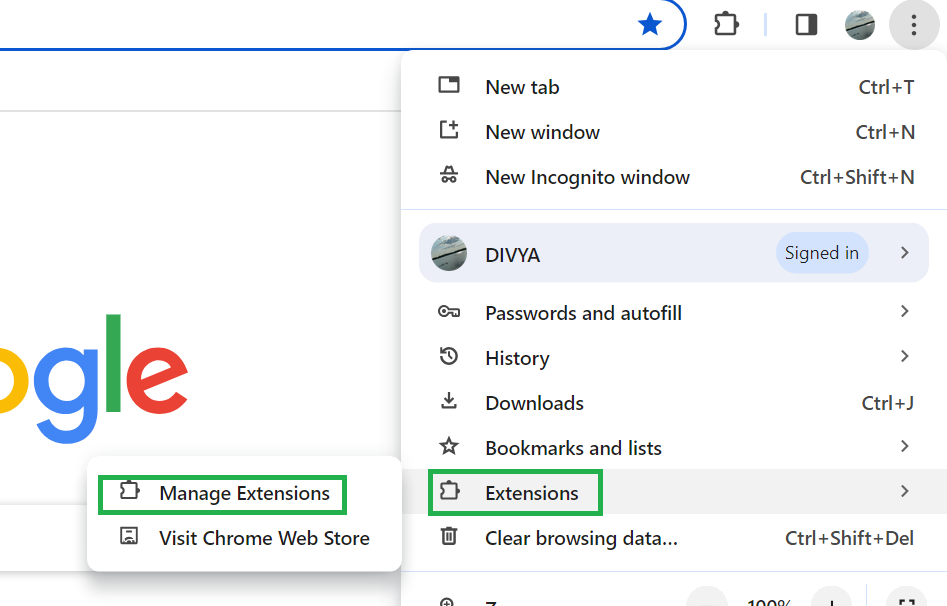 New tab Ctrl+T
New window Ctrl+N
New Incognito window Ctrl+Shift+N
DIVYA Signed in
Passwords and autofill
History
Downloads Ctrl+J
Bookmarks and lists
Manage Extensions
Extensions
Visit Chrome Web Store
Clear browsing data... Ctrl+Shift+Del
100%
ogle